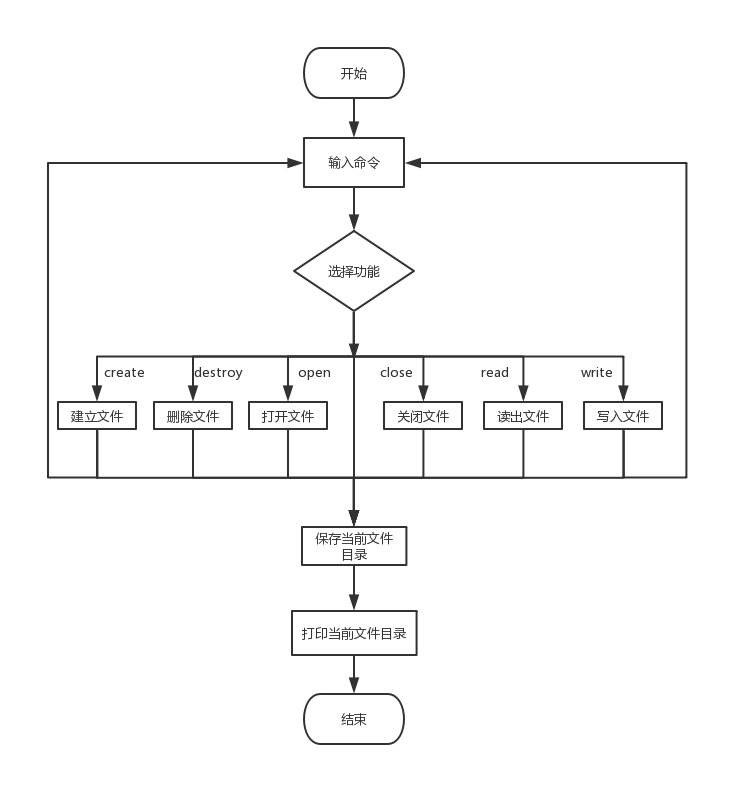 开始
输入命令
选择功能
create
destroy
open
close
read
write
建立文件
删除文件
打开文件
关闭文件
读出文件
写入文件
保存当前文件
目录
打印当前文件目录
结束